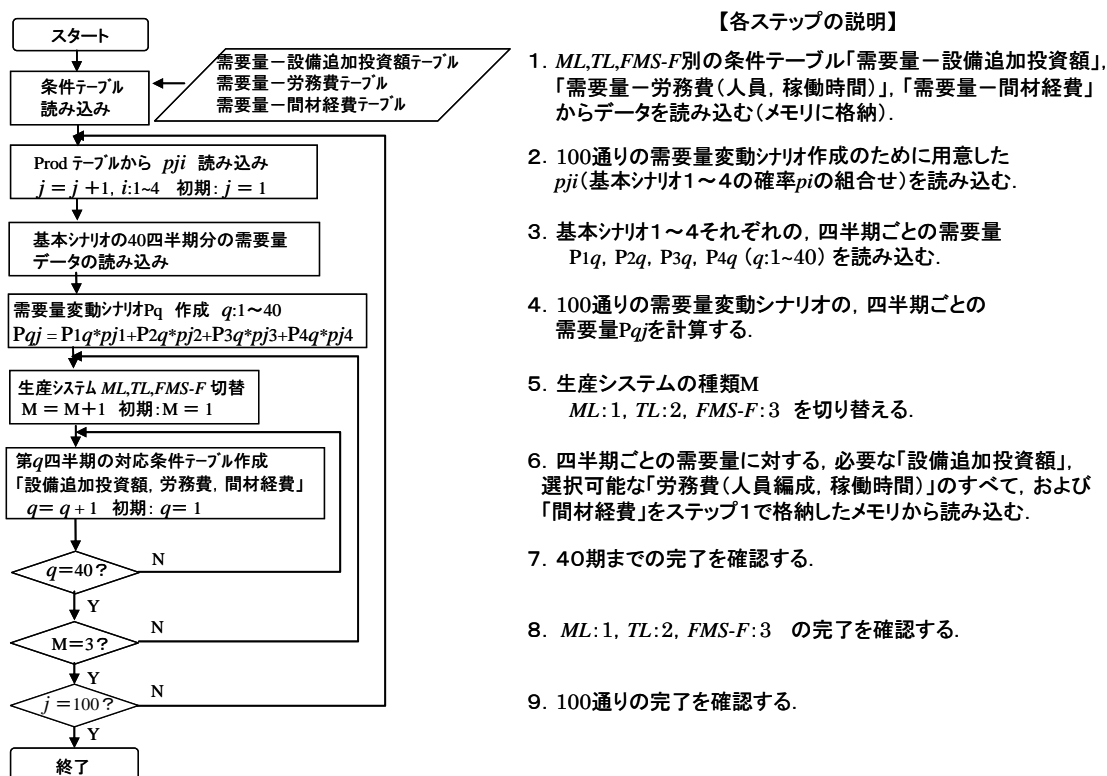 スタート
条件テーブル
読み込み
需要量－設備追加投資額テーブル
需要量－労務費テーブル
需要量－間材経費テーブル
Prod テーブルから pji 読み込み
j = j +1, i:1~4 初期: j = 1
基本シナリオの40四半期分の需要量
データの読み込み
需要量変動シナリオPq 作成 q:1～40
Pqj = P1q*pj1+P2q*pj2+P3q*pj3+P4q*pj4
生産システム ML,TL,FMS-F 切替
M = M+1 初期:M = 1
第q四半期の対応条件テーブル作成
「設備追加投資額, 労務費, 間材経費」
q= q + 1 初期: q= 1
q=40?
N
Y
M=3?
N
Y
j =100?
N
Y
終了
【各ステップの説明】
1. ML,TL,FMS-F別の条件テーブル「需要量－設備追加投資額」,
「需要量－労務費(人員, 稼働時間)」, 「需要量－間材経費」
からデータを読み込む(メモリに格納).
2. 100通りの需要量変動シナリオ作成のために用意した
pji(基本シナリオ1～4の確率piの組合せ)を読み込む.
3. 基本シナリオ1～4それぞれの, 四半期ごとの需要量
P1q, P2q, P3q, P4q (q:1~40) を読み込む.
4. 100通りの需要量変動シナリオの, 四半期ごとの
需要量Pqjを計算する.
5. 生産システムの種類M
ML:1, TL:2, FMS-F:3 を切り替える.
6. 四半期ごとの需要量に対する, 必要な「設備追加投資額」,
選択可能な「労務費(人員編成, 稼働時間)」のすべて, および
「間材経費」をステップ1で格納したメモリから読み込む.
7. 40期までの完了を確認する.
8. ML:1, TL:2, FMS-F:3 の完了を確認する.
9. 100通りの完了を確認する.